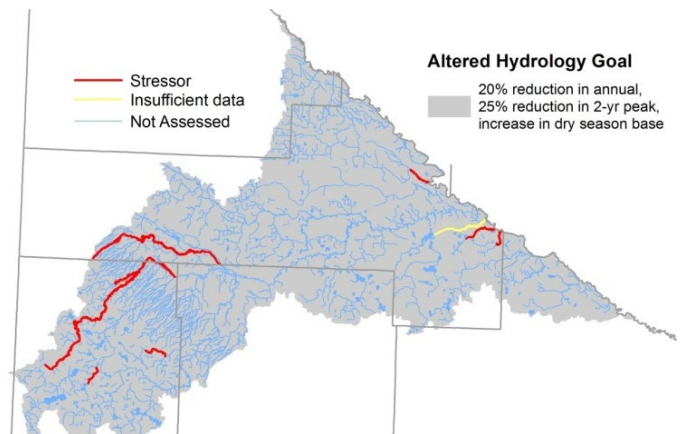 Stressor
Insufficient data
Not Assessed
Altered Hydrology Goal
20% reduction in annual,
25% reduction in 2-yr peak,
increase in dry season base